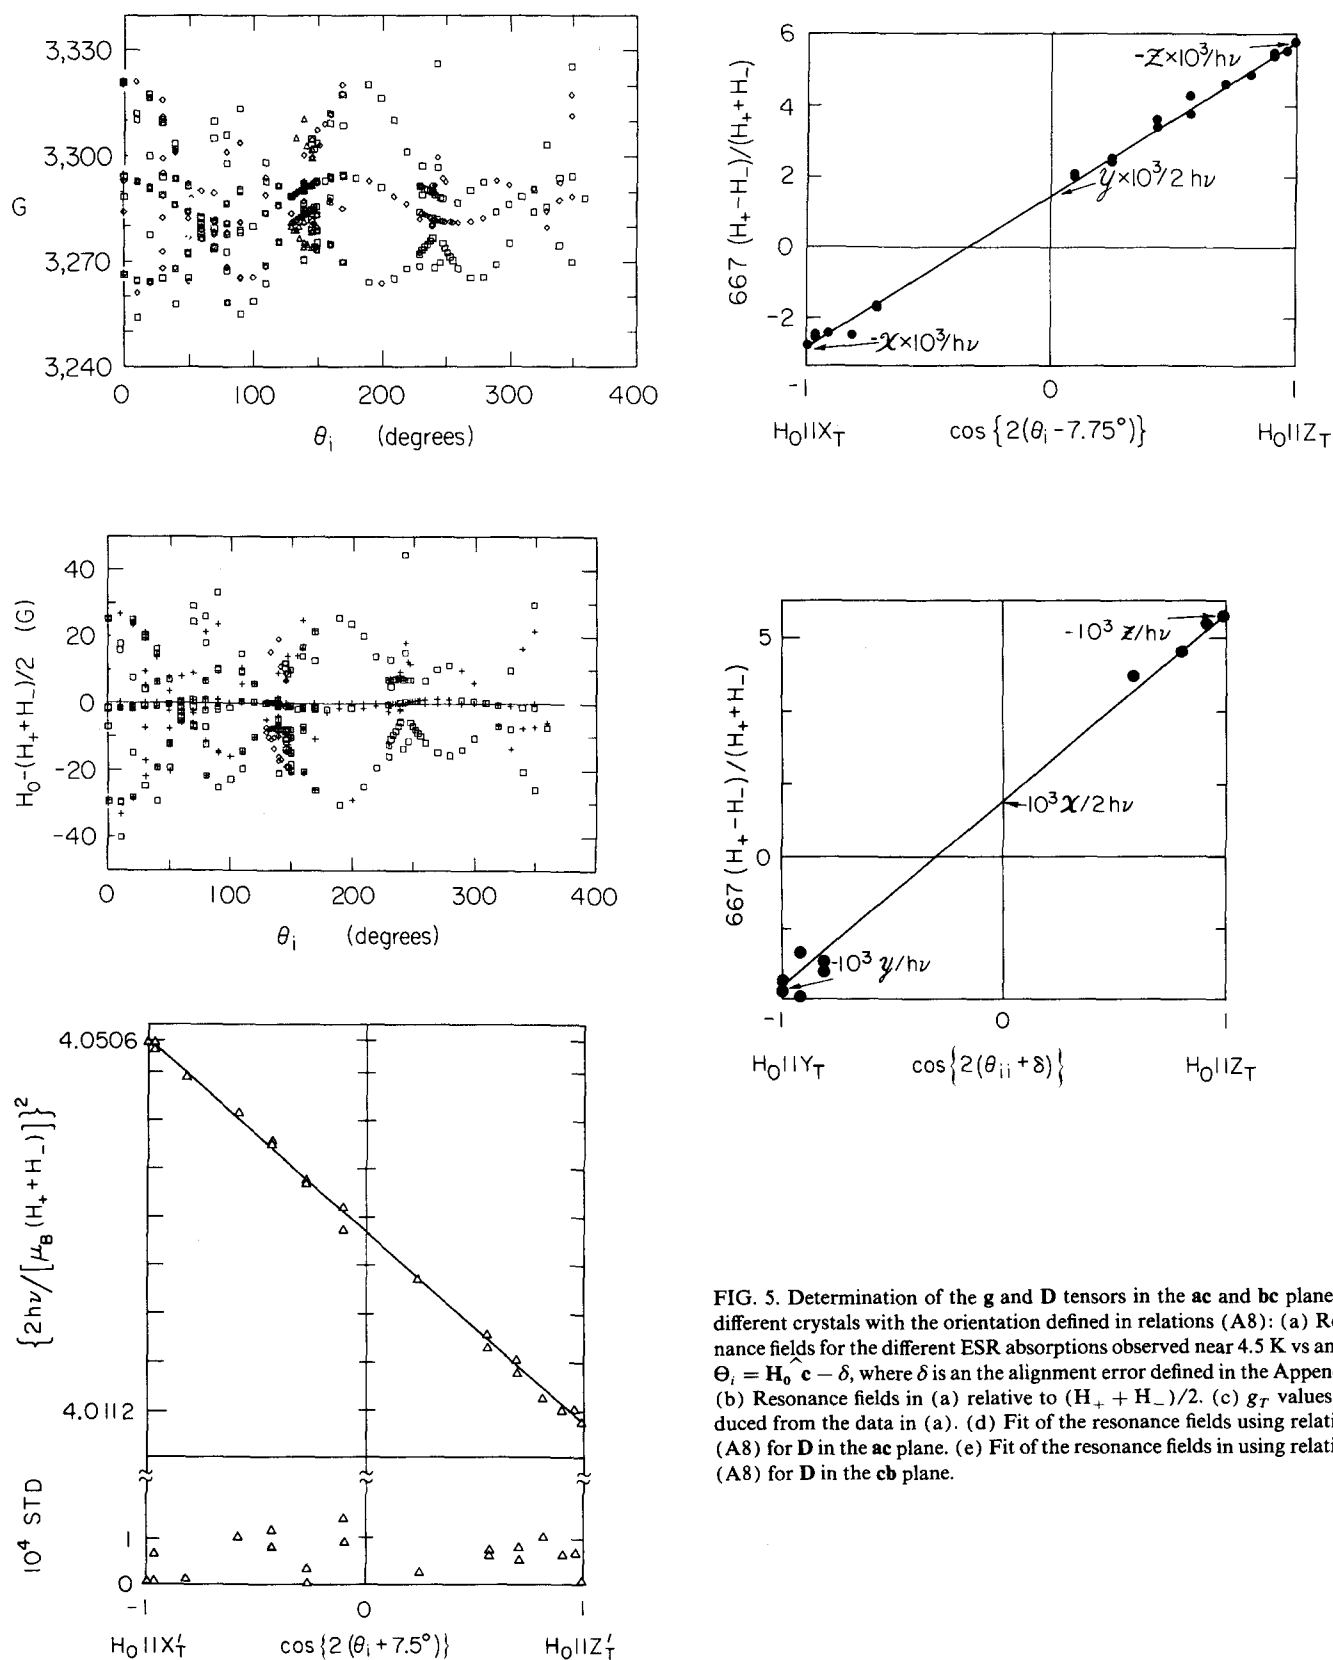 3,330
3,300
G
3,270
3,240
0 100 200 300 400
θi (degrees)
6
4
2
0
-2
667 (H+-H-)/(H++H-)
-Z×10³/hν
y×10³/2hν
-X×10³/hν
-1 0 1
H0||XT cos{2(θi-7.75°)} H0||ZT
40
20
0
-20
-40
H0-(H++H-)/2 (G)
0 100 200 300 400
θi (degrees)
5
0
667 (H+-H-)/(H++H-)
-10³ Z/hν
10³ X/2hν
-10³ y/hν
-1 0 1
H0||YT cos{2(θii+δ)} H0||ZT
4.0506
4.0112
{2hν/[μB(H++H-)]}²
10⁴ STD
1
0
-1 0 1
H0||X'T cos{2(θi+7.5°)} H0||Z'T
FIG. 5. Determination of the g and D tensors in the ac and bc plane
different crystals with the orientation defined in relations (A8): (a) R
nance fields for the different ESR absorptions observed near 4.5 K vs an
Θi = H0^c − δ, where δ is an the alignment error defined in the Appen
(b) Resonance fields in (a) relative to (H+ + H−)/2. (c) gT values
duced from the data in (a). (d) Fit of the resonance fields using relati
(A8) for D in the ac plane. (e) Fit of the resonance fields in using relati
(A8) for D in the cb plane.